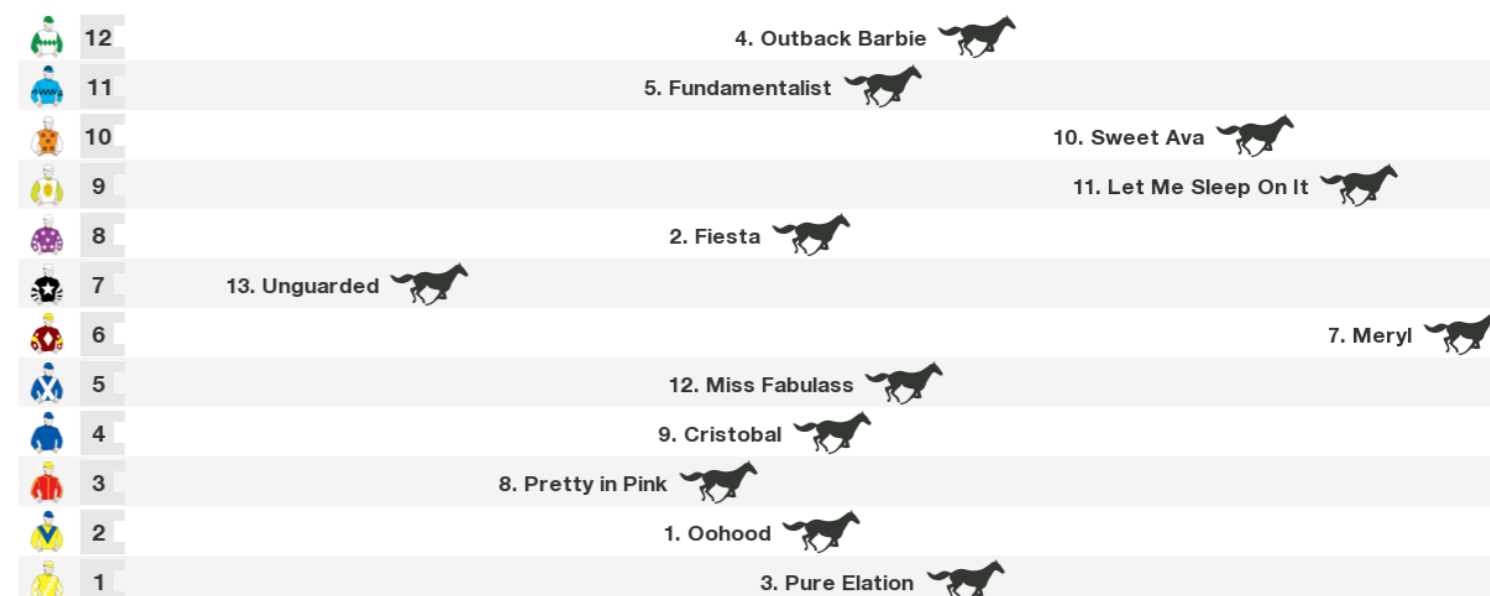 12 4. Outback Barbie
11 5. Fundamentalist
10 10. Sweet Ava
9 11. Let Me Sleep On It
8 2. Fiesta
7 13. Unguarded
6 7. Meryl
5 12. Miss Fabulass
4 9. Cristobal
3 8. Pretty in Pink
2 1. Oohood
1 3. Pure Elation